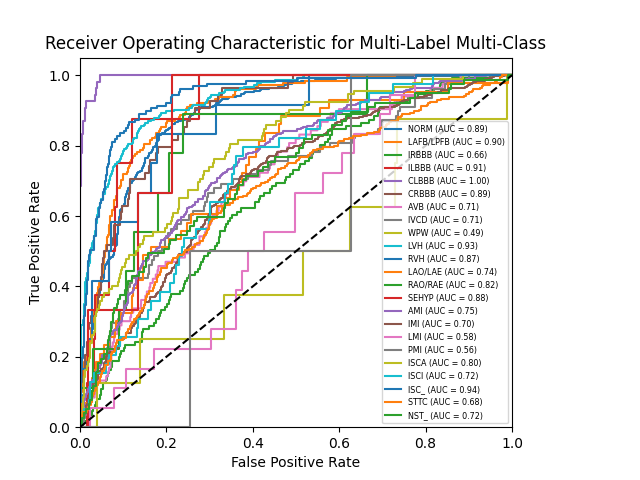 Receiver Operating Characteristic for Multi-Label Multi-Class
1.0
0.8
0.6
0.4
0.2
0.0
True Positive Rate
NORM (AUC = 0.89)
LAFB/LPFB (AUC = 0.90)
IRBBB (AUC = 0.66)
ILBBB (AUC = 0.91)
CLBBB (AUC = 1.00)
CRBBB (AUC = 0.89)
AVB (AUC = 0.71)
IVCD (AUC = 0.71)
WPW (AUC = 0.49)
LVH (AUC = 0.93)
RVH (AUC = 0.87)
LAO/LAE (AUC = 0.74)
RAO/RAE (AUC = 0.82)
SEHYP (AUC = 0.88)
AMI (AUC = 0.75)
IMI (AUC = 0.70)
LMI (AUC = 0.58)
PMI (AUC = 0.56)
ISCA (AUC = 0.80)
ISCI (AUC = 0.72)
ISC_ (AUC = 0.94)
STTC (AUC = 0.68)
NST_ (AUC = 0.72)
0.0 0.2 0.4 0.6 0.8 1.0
False Positive Rate